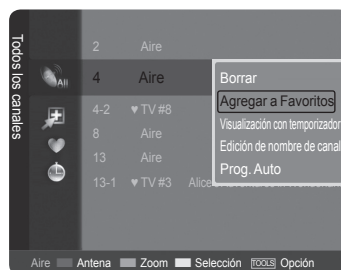 Todos los canales
All
2 Aire
4 Aire
4-2 ♥ TV #8
8 Aire
13 Aire
13-1 ♥ TV #3 Alice
Borrar
Agregar a Favoritos
Visualización con temporizador
Edición de nombre de canal
Prog. Auto
Aire Antena Zoom Selección TOOLS Opción